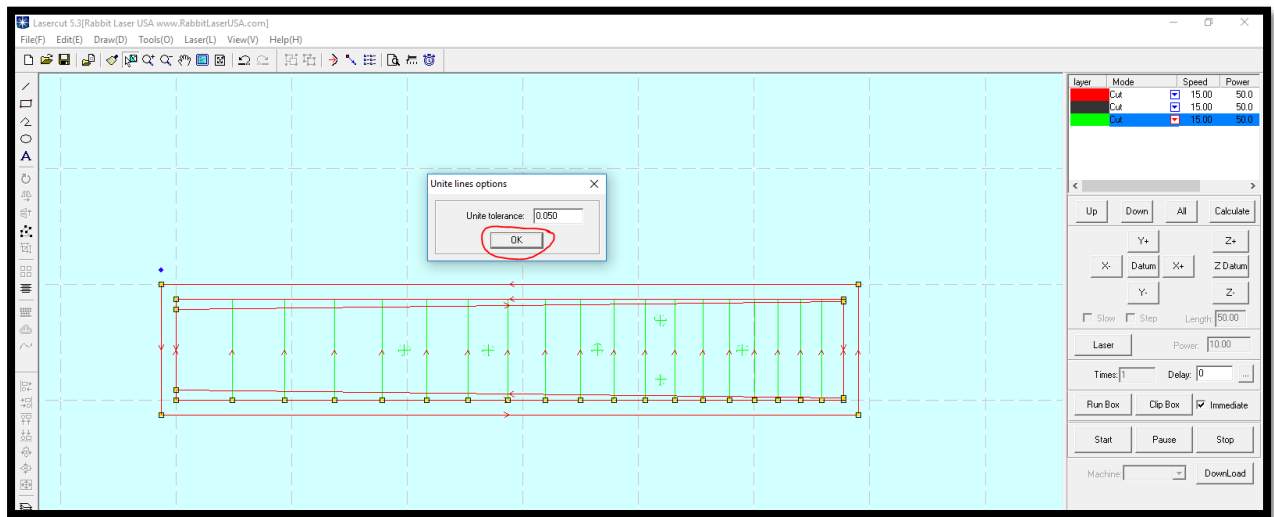 Lasercut 5.3[Rabbit Laser USA www.RabbitLaserUSA.com]
File(F) Edit(E) Draw(D) Tools(O) Laser(L) View(V) Help(H)
layer Mode Speed Power
Cut 15.00 50.0
Cut 15.00 50.0
Cut 15.00 50.0
Unite lines options
Unite tolerance: 0.050
OK
Up Down All Calculate
Y+ Z+
X- Datum X+ Z Datum
Y- Z-
Slow Step Length: 50.00
Laser Power: 10.00
Times: 1 Delay: 0 ...
Run Box Clip Box Immediate
Start Pause Stop
Machine: DownLoad
A